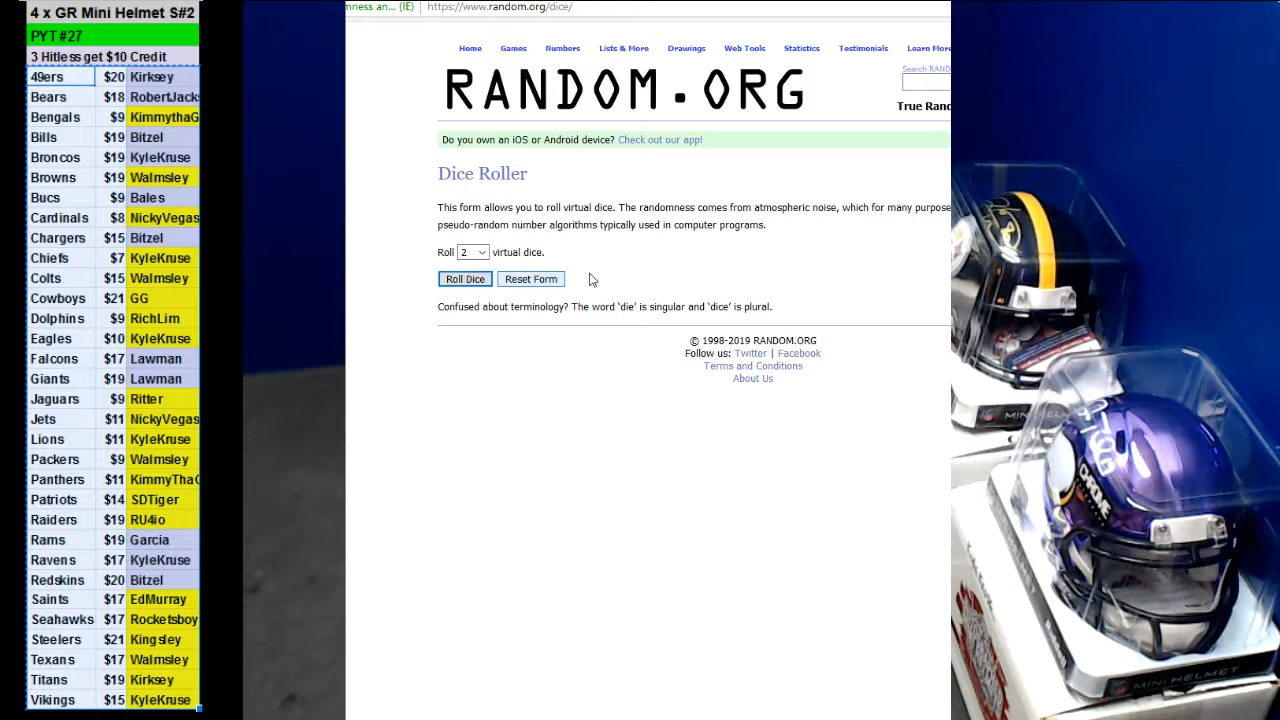 4 x GR Mini Helmet S#2
PYT #27
3 Hitless get $10 Credit
49ers $20 Kirksey
Bears $18 RobertJacks
Bengals $9 KimmythaG
Bills $19 Bitzel
Broncos $19 KyleKruse
Browns $19 Walmsley
Bucs $9 Bales
Cardinals $8 NickyVegas
Chargers $15 Bitzel
Chiefs $7 KyleKruse
Colts $15 Walmsley
Cowboys $21 GG
Dolphins $9 RichLim
Eagles $10 KyleKruse
Falcons $17 Lawman
Giants $19 Lawman
Jaguars $9 Ritter
Jets $11 NickyVegas
Lions $11 KyleKruse
Packers $9 Walmsley
Panthers $11 KimmyThaG
Patriots $14 SDTiger
Raiders $19 RU4io
Rams $19 Garcia
Ravens $17 KyleKruse
Redskins $20 Bitzel
Saints $17 EdMurray
Seahawks $17 Rocketsboy
Steelers $21 Kingsley
Texans $17 Walmsley
Titans $19 Kirksey
Vikings $15 KyleKruse
mness an... (IE) https://www.random.org/dice/
Home Games Numbers Lists & More Drawings Web Tools Statistics Testimonials Learn More
RANDOM.ORG
Search RAND
True Rand
Do you own an iOS or Android device? Check out our app!
Dice Roller
This form allows you to roll virtual dice. The randomness comes from atmospheric noise, which for many purpose
pseudo-random number algorithms typically used in computer programs.
Roll 2 virtual dice.
Roll Dice Reset Form
Confused about terminology? The word ‘die’ is singular and ‘dice’ is plural.
© 1998-2019 RANDOM.ORG
Follow us: Twitter | Facebook
Terms and Conditions
About Us
CHROME
MINI HELMET